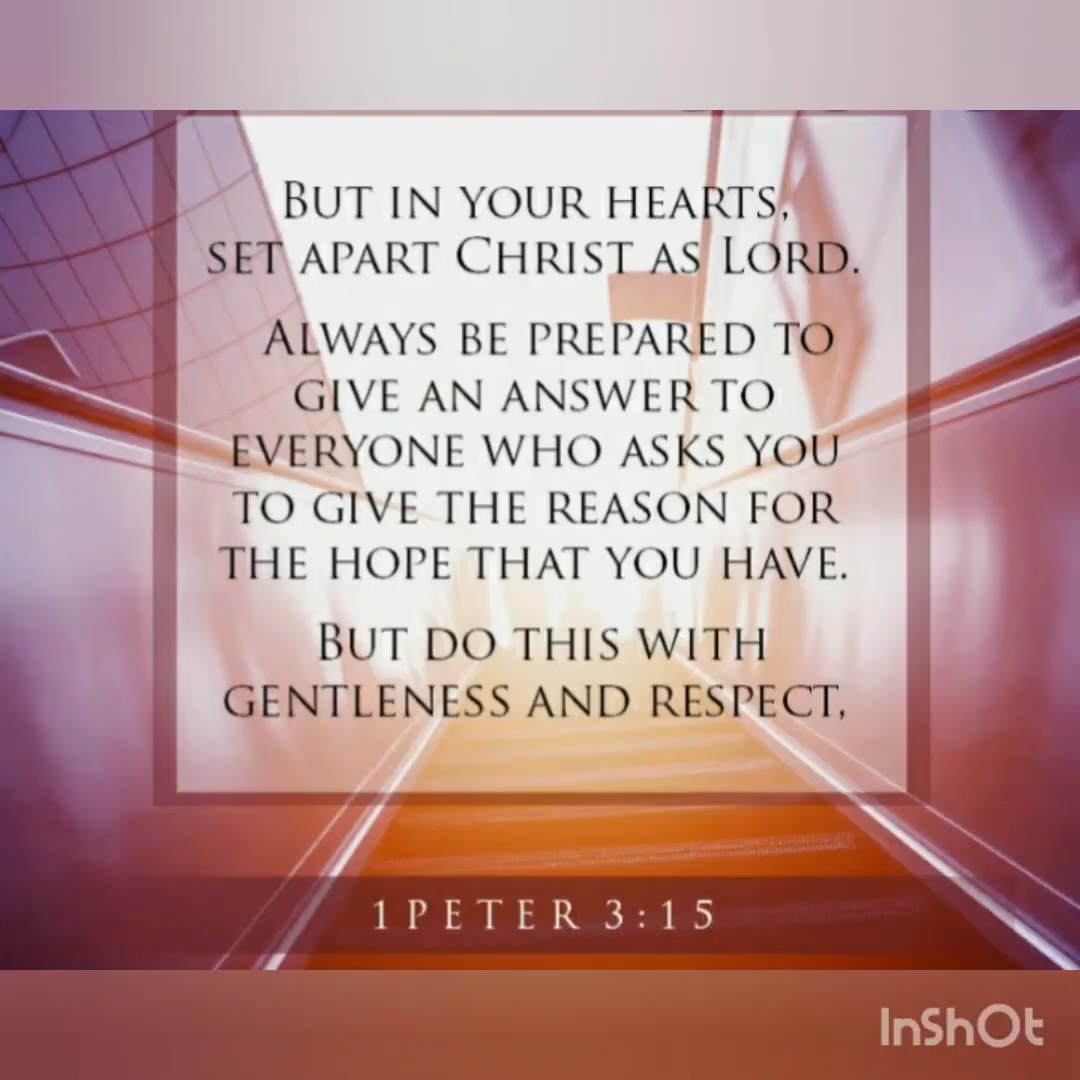 But in your hearts,
set apart Christ as Lord.
Always be prepared to
give an answer to
everyone who asks you
to give the reason for
the hope that you have.
But do this with
gentleness and respect,
1 PETER 3:15
InShOt